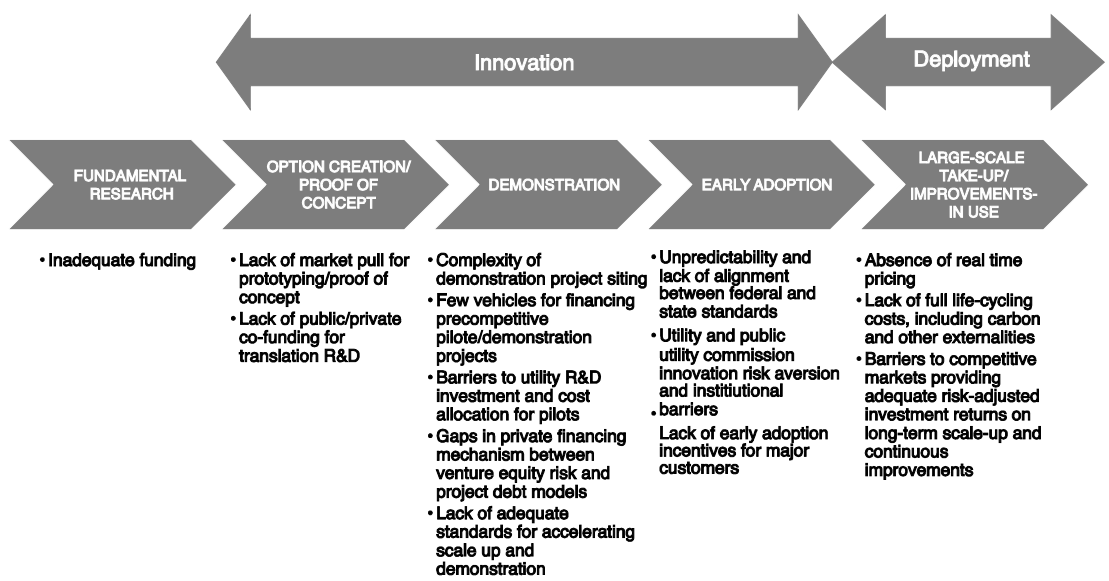 Innovation
Deployment
FUNDAMENTAL
RESEARCH
OPTION CREATION/
PROOF OF
CONCEPT
DEMONSTRATION
EARLY ADOPTION
LARGE-SCALE
TAKE-UP/
IMPROVEMENTS-
IN USE
• Inadequate funding
• Lack of market pull for
prototyping/proof of
concept
• Lack of public/private
co-funding for
translation R&D
• Complexity of
demonstration project siting
• Few vehicles for financing
precompetitive
pilote/demonstration
projects
• Barriers to utility R&D
investment and cost
allocation for pilots
• Gaps in private financing
mechanism between
venture equity risk and
project debt models
• Lack of adequate
standards for accelerating
scale up and
demonstration
• Unpredictability and
lack of alignment
between federal and
state standards
• Utility and public
utility commission
innovation risk aversion
and institiutional
barriers
•
Lack of early adoption
incentives for major
customers
• Absence of real time
pricing
• Lack of full life-cycling
costs, including carbon
and other externalities
• Barriers to competitive
markets providing
adequate risk-adjusted
investment returns on
long-term scale-up and
continuous
improvements